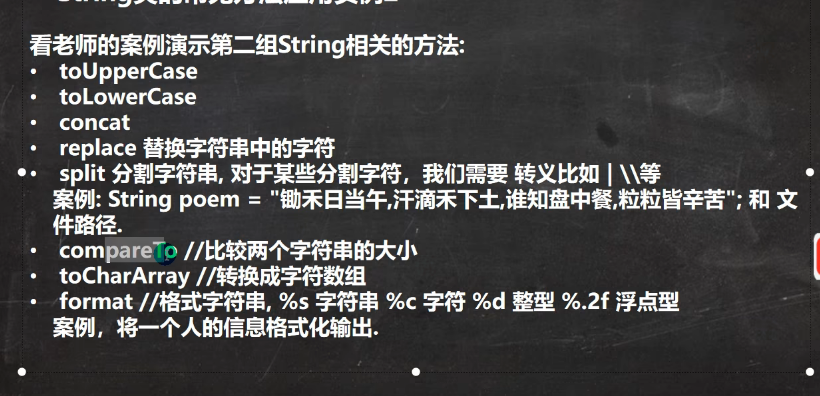 看老师的案例演示第二组String相关的方法:
• toUpperCase
• toLowerCase
• concat
• replace 替换字符串中的字符
• split 分割字符串, 对于某些分割字符，我们需要 转义比如 | \\等
案例: String poem = "锄禾日当午,汗滴禾下土,谁知盘中餐,粒粒皆辛苦"; 和 文
件路径.
• compareTo //比较两个字符串的大小
• toCharArray //转换成字符数组
• format //格式字符串, %s 字符串 %c 字符 %d 整型 %.2f 浮点型
案例，将一个人的信息格式化输出.